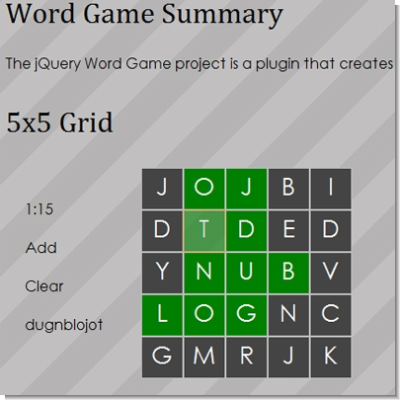 Word Game Summary
The jQuery Word Game project is a plugin that creates
5x5 Grid
1:15
Add
Clear
dugnblojot
J O J B I
D T D E D
Y N U B V
L O G N C
G M R J K